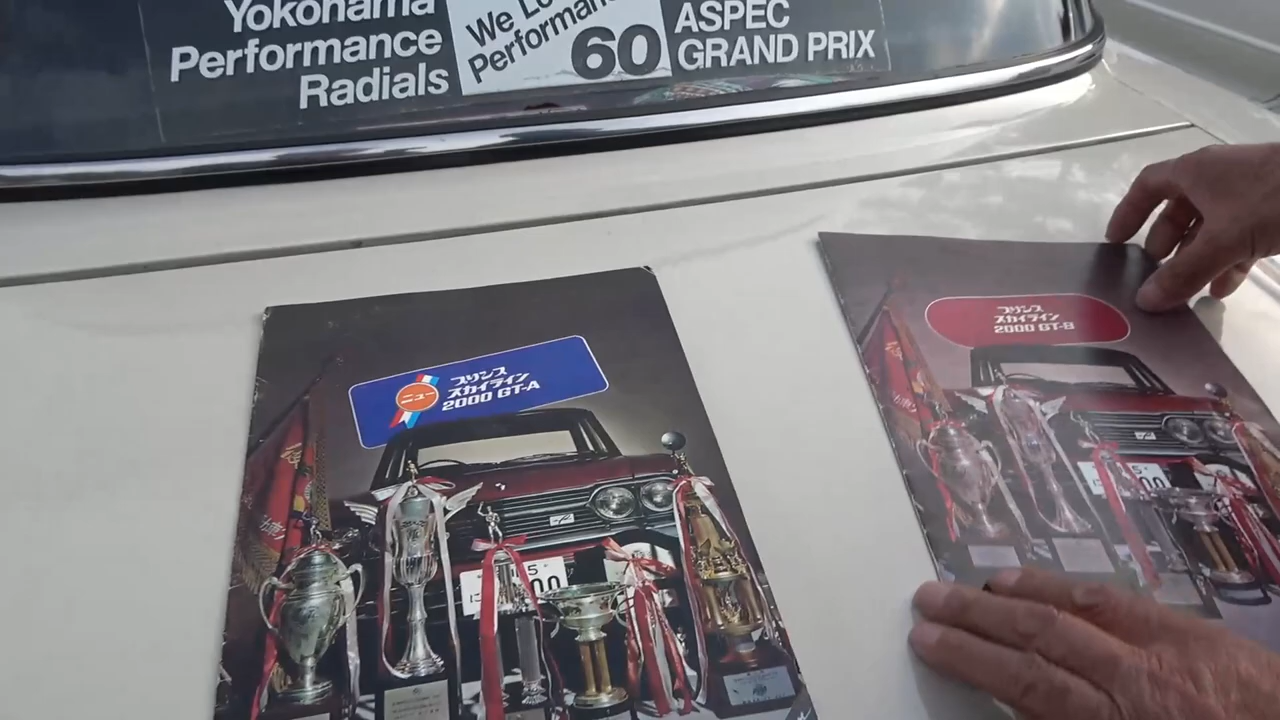 Yokohama
Performance
Radials
We Lo
Performan
60
ASPEC
GRAND PRIX
ニュー
プリンス
スカイライン
2000 GT-A
プリンス
スカイライン
2000 GT-B